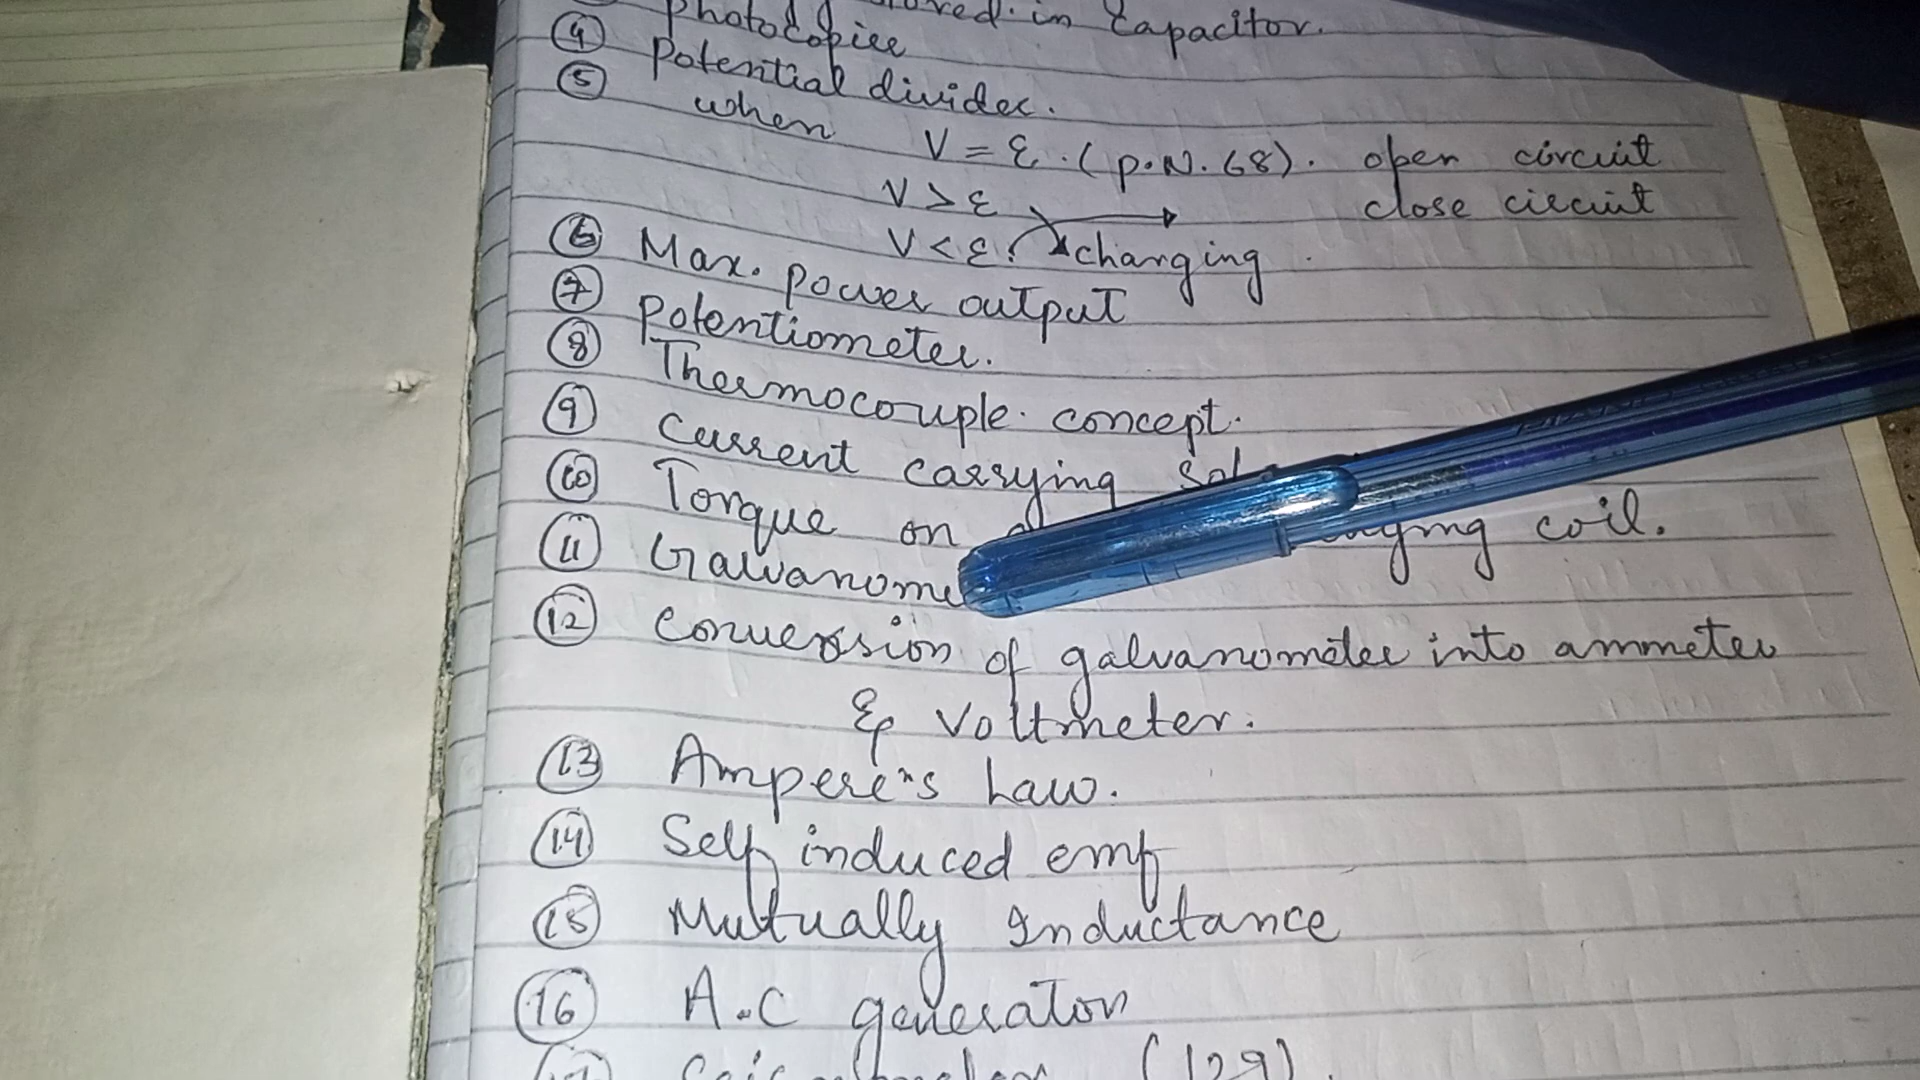 stored in Capacitor.
④ Photocopier
⑤ Potential divider.
when V = ε. (P.N. 68). open circuit
V > ε close circuit
V < ε. changing
⑥ Max. power output
⑦ Potentiometer.
⑧ Thermocouple concept.
⑨ Current carrying
⑩ Torque on coil.
⑪
⑫ Conversion of galvanometer into ammeter
& Voltmeter.
⑬ Ampere's Law.
⑭ Self induced emf
⑮ Mutually Inductance
⑯ A.C generator
(129).